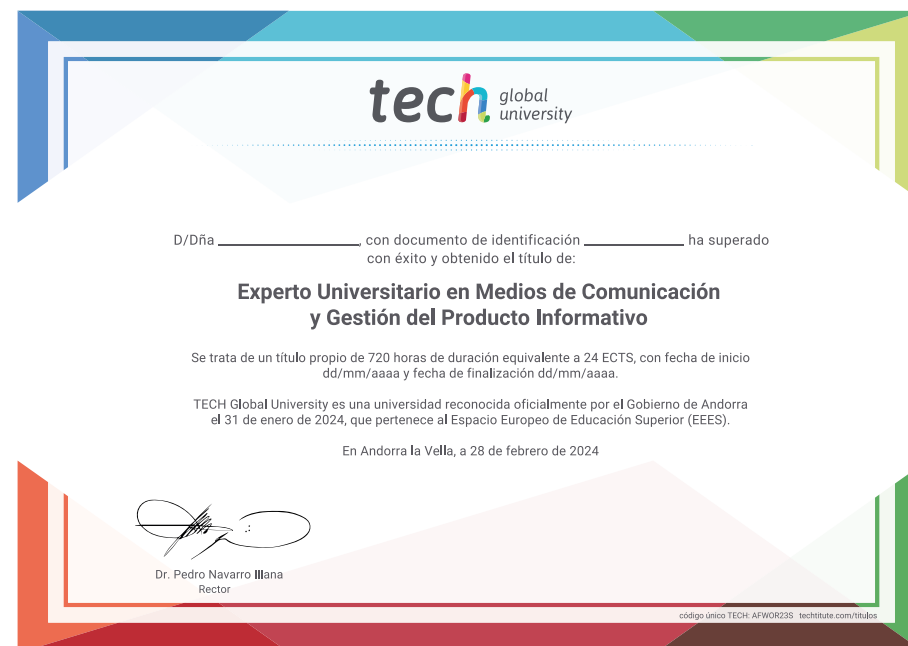 tech global
university
D/Dña ____________, con documento de identificación ____________ ha superado
con éxito y obtenido el título de:
Experto Universitario en Medios de Comunicación
y Gestión del Producto Informativo
Se trata de un título propio de 720 horas de duración equivalente a 24 ECTS, con fecha de inicio
dd/mm/aaaa y fecha de finalización dd/mm/aaaa.
TECH Global University es una universidad reconocida oficialmente por el Gobierno de Andorra
el 31 de enero de 2024, que pertenece al Espacio Europeo de Educación Superior (EEES).
En Andorra la Vella, a 28 de febrero de 2024
Dr. Pedro Navarro Illana
Rector
código único TECH: AFWOR23S techtitute.com/titulos